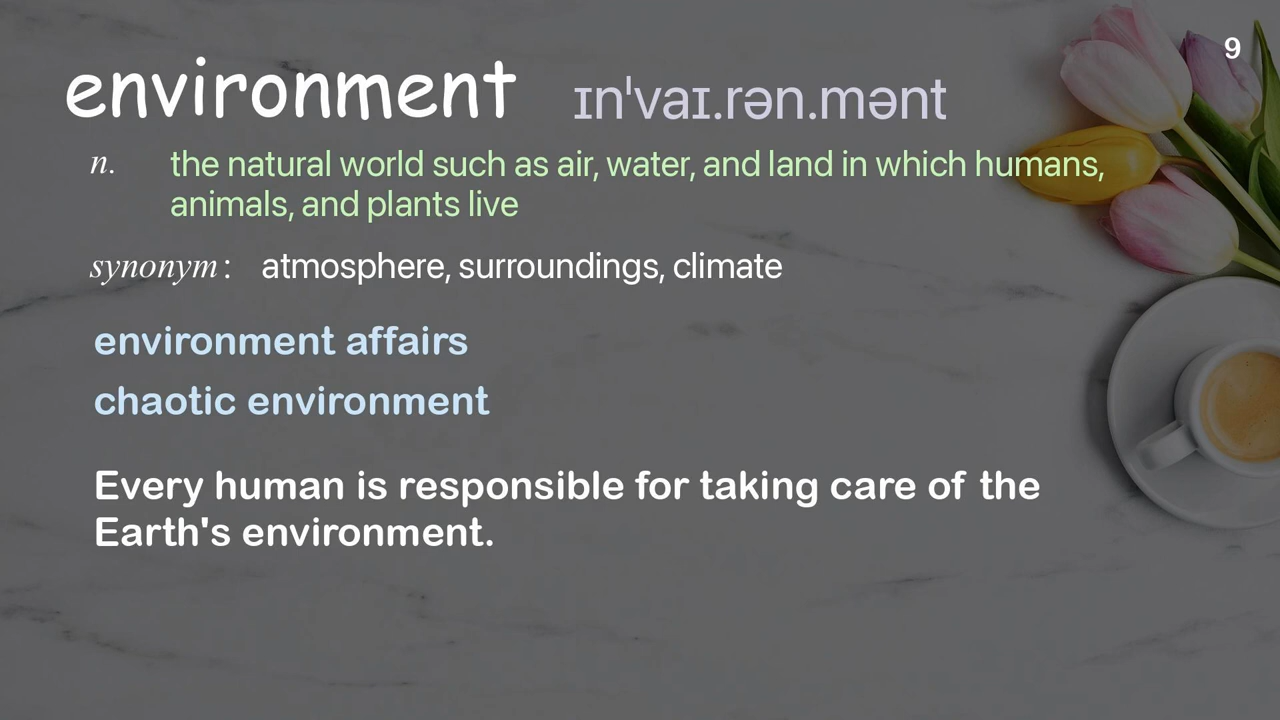 9
environment ɪnˈvaɪ.rən.mənt
n. the natural world such as air, water, and land in which humans,
animals, and plants live
synonym: atmosphere, surroundings, climate
environment affairs
chaotic environment
Every human is responsible for taking care of the
Earth's environment.